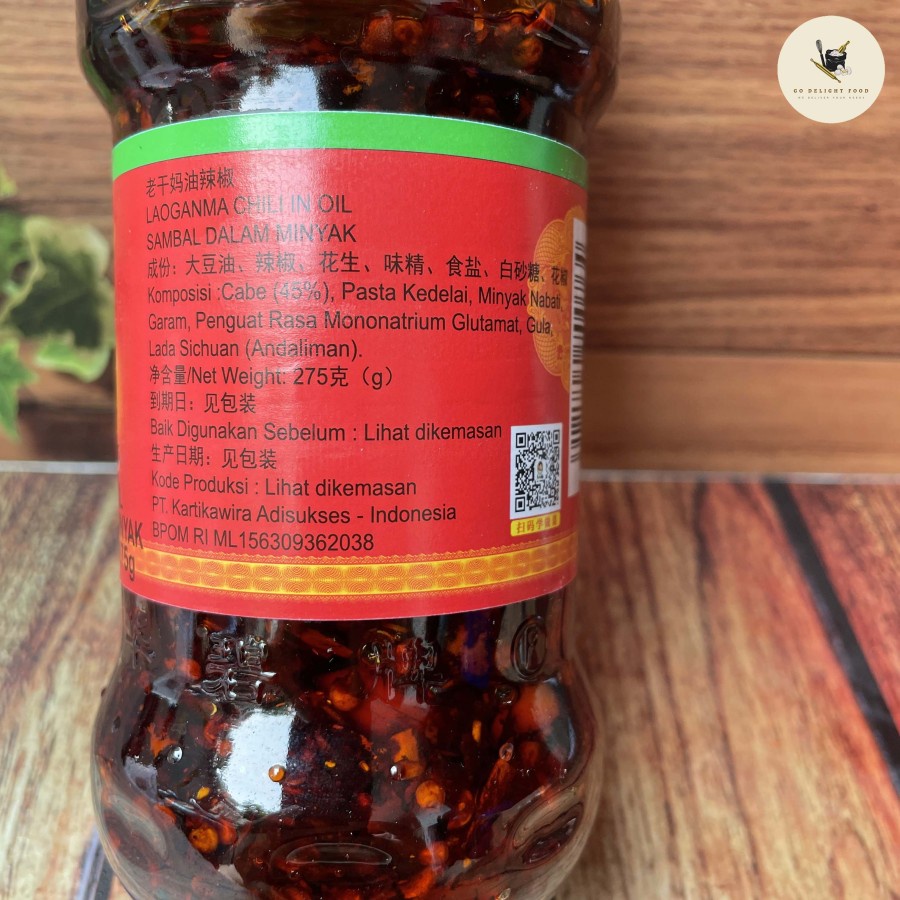 GO DELIGHT FOOD
老干妈油辣椒
LAOGANMA CHILI IN OIL
SAMBAL DALAM MINYAK
成份：大豆油、辣椒、花生、味精、食盐、白砂糖、花椒
Komposisi :Cabe (45%), Pasta Kedelai, Minyak Nabati,
Garam, Penguat Rasa Mononatrium Glutamat, Gula,
Lada Sichuan (Andaliman).
净含量/Net Weight: 275克（g）
到期日：见包装
Baik Digunakan Sebelum : Lihat dikemasan
生产日期：见包装
Kode Produksi : Lihat dikemasan
PT. Kartikawira Adisukses - Indonesia
BPOM RI ML156309362038
YAK
5g
牌